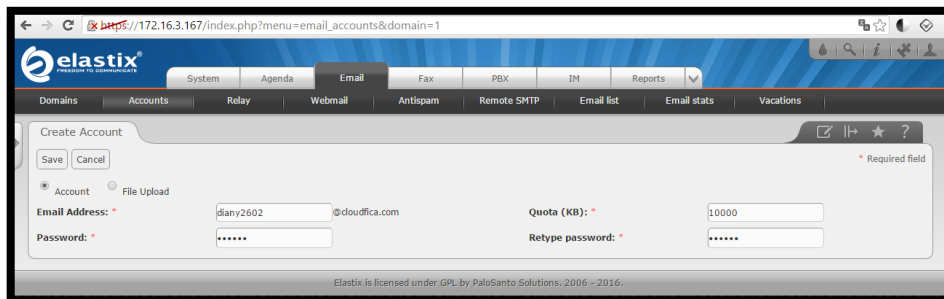 https://172.16.3.167/index.php?menu=email_accounts&domain=1
elastix®
FREEDOM TO COMMUNICATE
System Agenda Email Fax PBX IM Reports
Domains Accounts Relay Webmail Antispam Remote SMTP Email list Email stats Vacations
Create Account
Save Cancel * Required field
Account File Upload
Email Address: * diany2602 @cloudfica.com Quota (KB): * 10000
Password: * •••••• Retype password: * ••••••
Elastix is licensed under GPL by PaloSanto Solutions. 2006 - 2016.